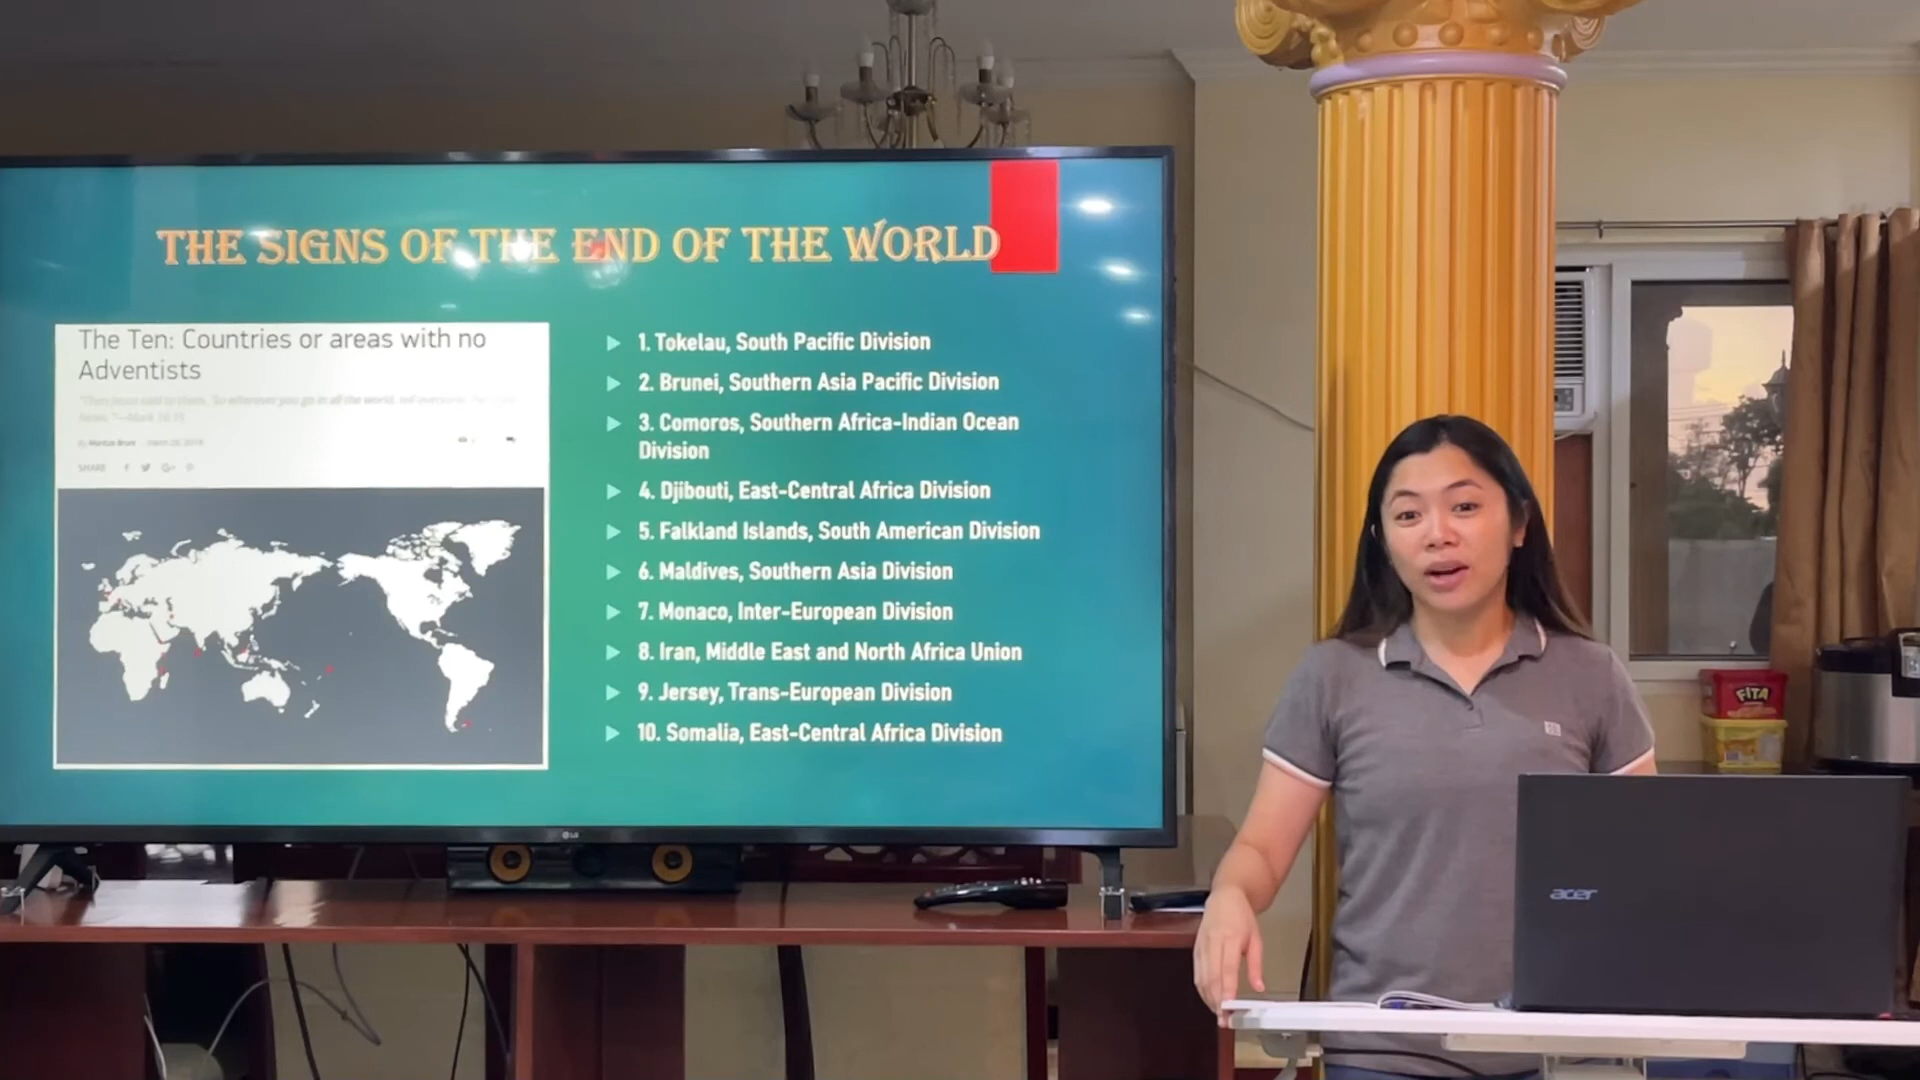 THE SIGNS OF THE END OF THE WORLD
The Ten: Countries or areas with no
Adventists
SHARE
1. Tokelau, South Pacific Division
2. Brunei, Southern Asia Pacific Division
3. Comoros, Southern Africa-Indian Ocean
Division
4. Djibouti, East-Central Africa Division
5. Falkland Islands, South American Division
6. Maldives, Southern Asia Division
7. Monaco, Inter-European Division
8. Iran, Middle East and North Africa Union
9. Jersey, Trans-European Division
10. Somalia, East-Central Africa Division
LG
FITA
acer